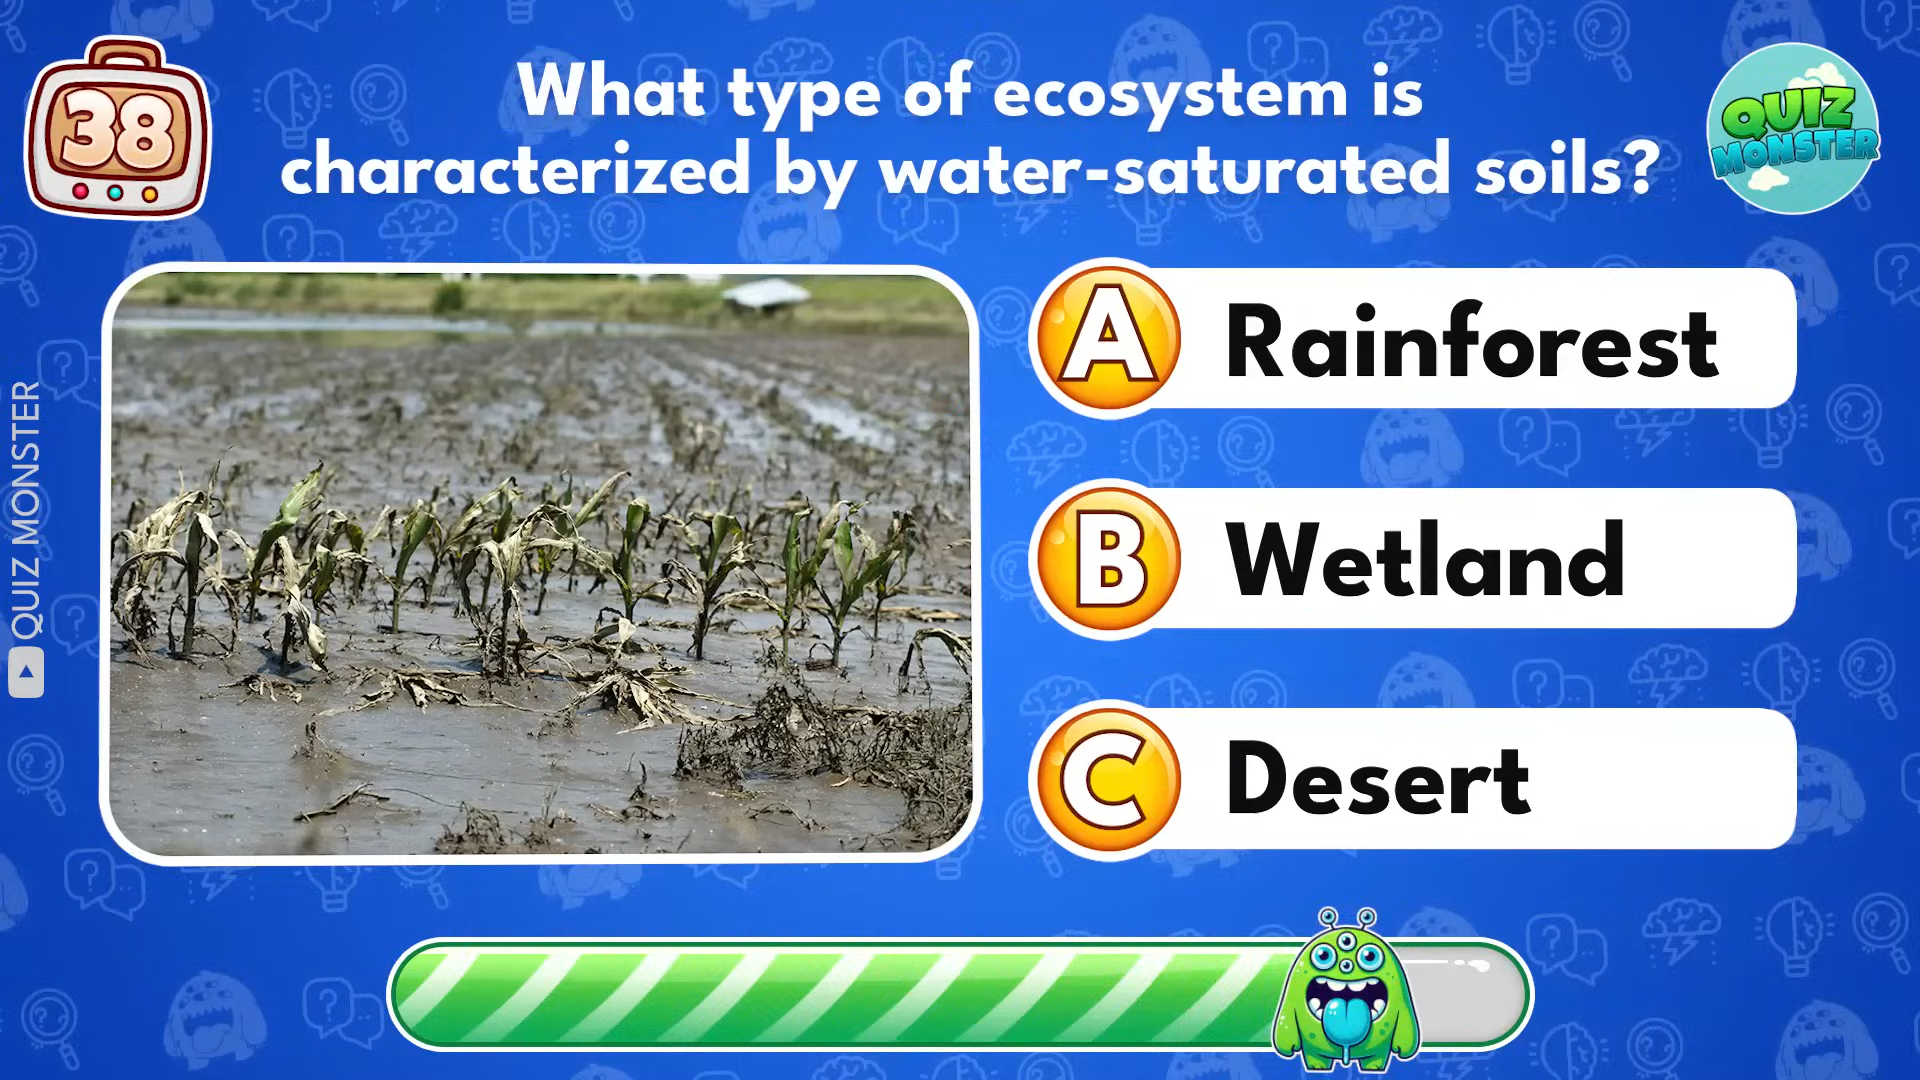 38
What type of ecosystem is
characterized by water-saturated soils?
QUIZ
MONSTER
QUIZ MONSTER
A Rainforest
B Wetland
C Desert